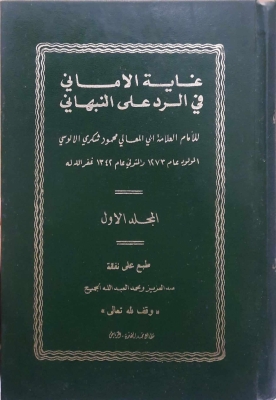 غاية الاماني
في الرد على النبهاني
للامام العلامة ابي المعالي محمود شكري الالوسي
المولود عام ١٢٧٣ والمتوفي عام ١٣٤٢ غفر الله له
المجلد الاول
طبع على نفقة
عبد العزيز ومحمد العبد الله الجميح
« وقف لله تعالى »